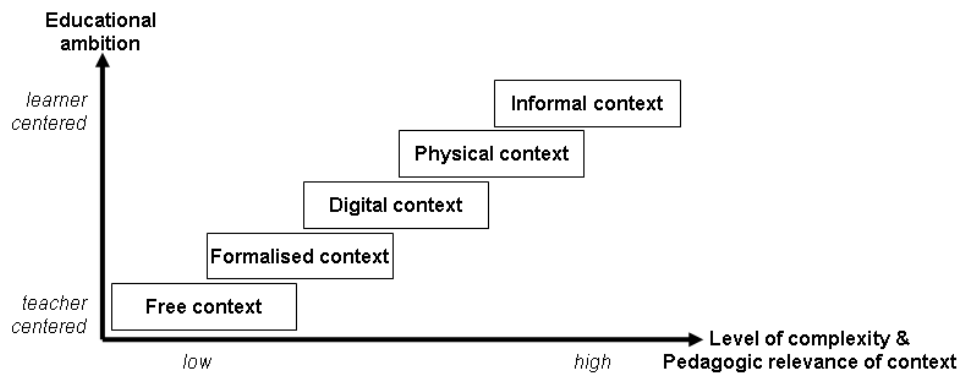 Educational
ambition
learner
centered
Informal context
Physical context
Digital context
Formalised context
Free context
teacher
centered
low
high
Level of complexity &
Pedagogic relevance of context